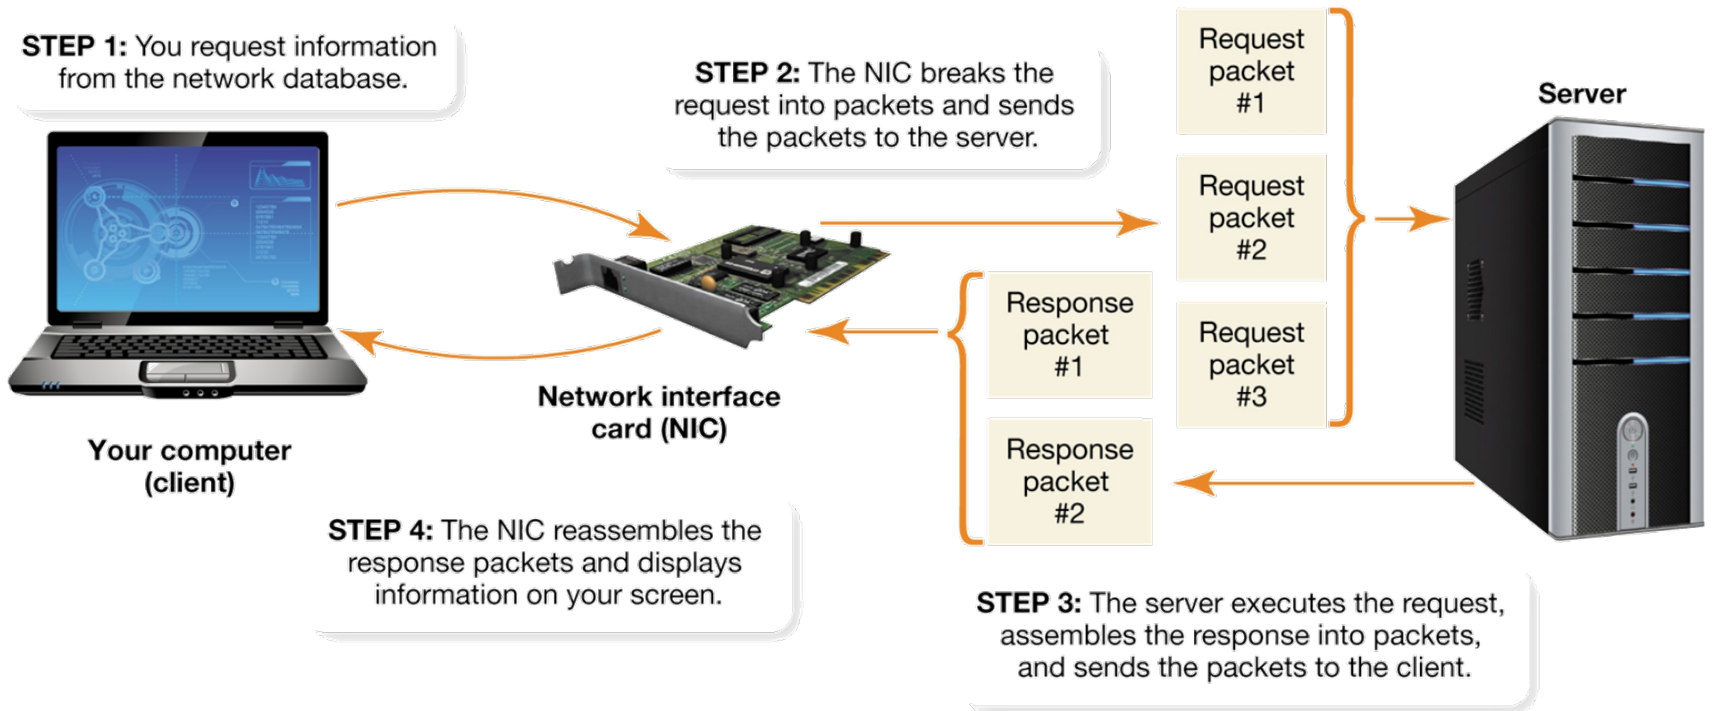 STEP 1: You request information
from the network database.
STEP 2: The NIC breaks the
request into packets and sends
the packets to the server.
Request
packet
#1
Request
packet
#2
Request
packet
#3
Server
Response
packet
#1
Response
packet
#2
Network interface
card (NIC)
Your computer
(client)
STEP 4: The NIC reassembles the
response packets and displays
information on your screen.
STEP 3: The server executes the request,
assembles the response into packets,
and sends the packets to the client.